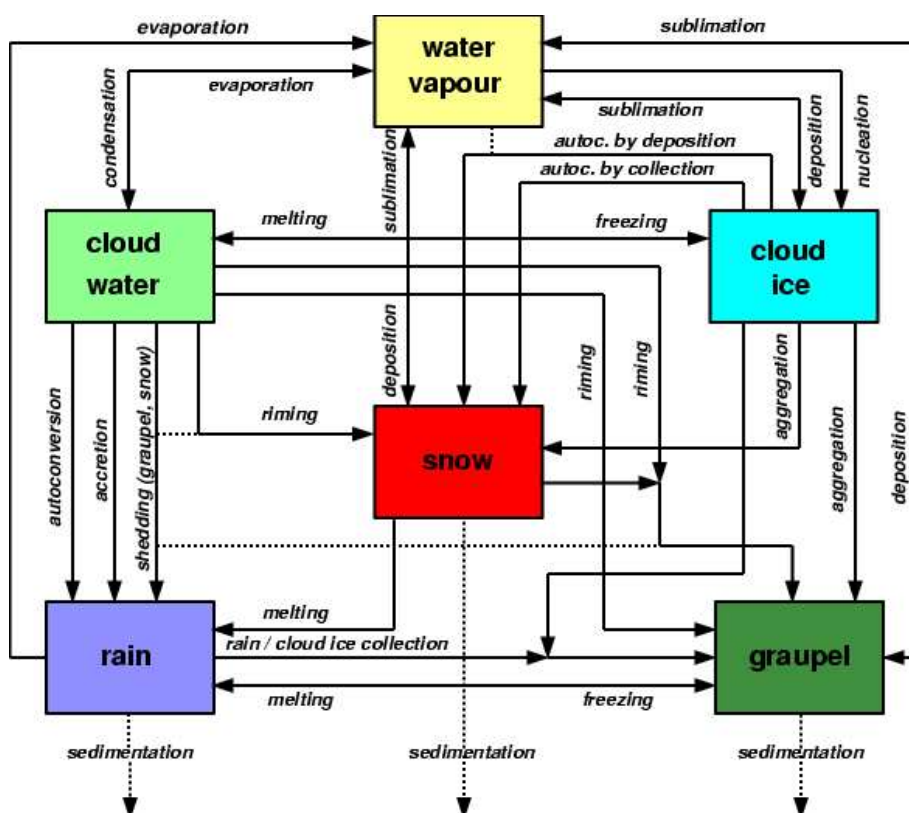 evaporation
water
vapour
sublimation
evaporation
sublimation
condensation
sublimation
autoc. by deposition
autoc. by collection
deposition
nucleation
cloud
water
melting
freezing
cloud
ice
deposition
riming
riming
aggregation
aggregation
deposition
autoconversion
accretion
shedding (graupel, snow)
riming
snow
rain
melting
rain / cloud ice collection
graupel
melting
freezing
sedimentation
sedimentation
sedimentation